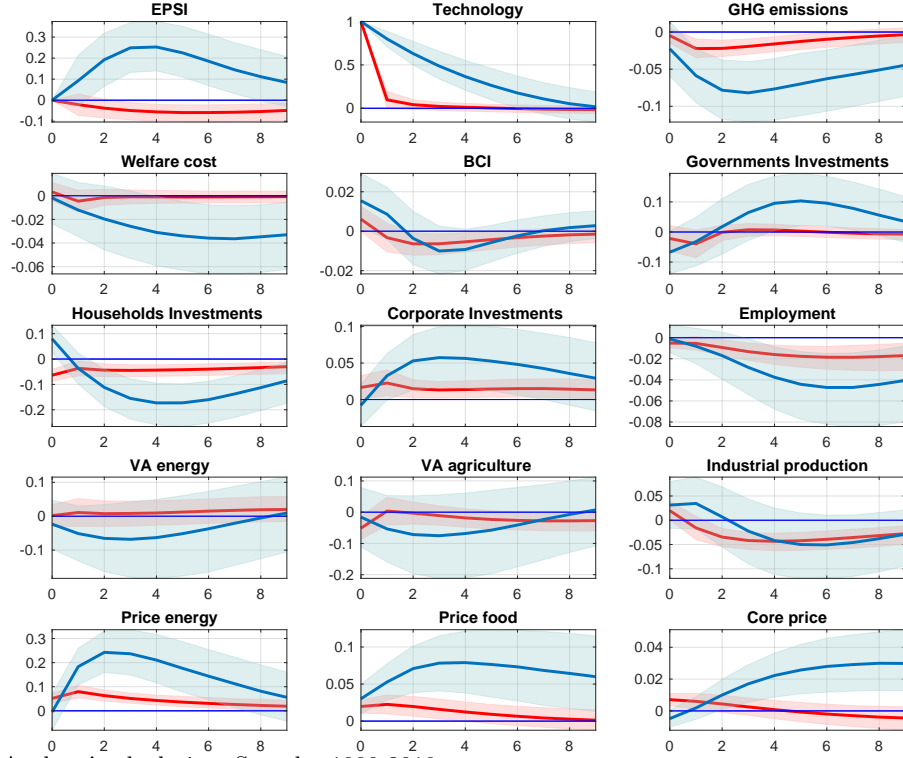 EPSI Technology GHG emissions
0.3 1 0
0.2
0.1 0.5 -0.05
0
-0.1 0 -0.1
0 2 4 6 8 0 2 4 6 8 0 2 4 6 8
Welfare cost BCI Governments Investments
0 0.02 0.1
-0.02
0 0
-0.04
-0.06 -0.02 -0.1
0 2 4 6 8 0 2 4 6 8 0 2 4 6 8
Households Investments Corporate Investments Employment
0.1 0.1 0
0 -0.02
0.05 -0.04
-0.1
-0.06
-0.2 0 -0.08
0 2 4 6 8 0 2 4 6 8 0 2 4 6 8
VA energy VA agriculture Industrial production
0.1 0.1 0.05
0 0 0
-0.1 -0.05
-0.1 -0.2 -0.1
0 2 4 6 8 0 2 4 6 8 0 2 4 6 8
Price energy Price food Core price
0.3 0.1 0.04
0.2
0.05 0.02
0.1
0 0 0
0 2 4 6 8 0 2 4 6 8 0 2 4 6 8